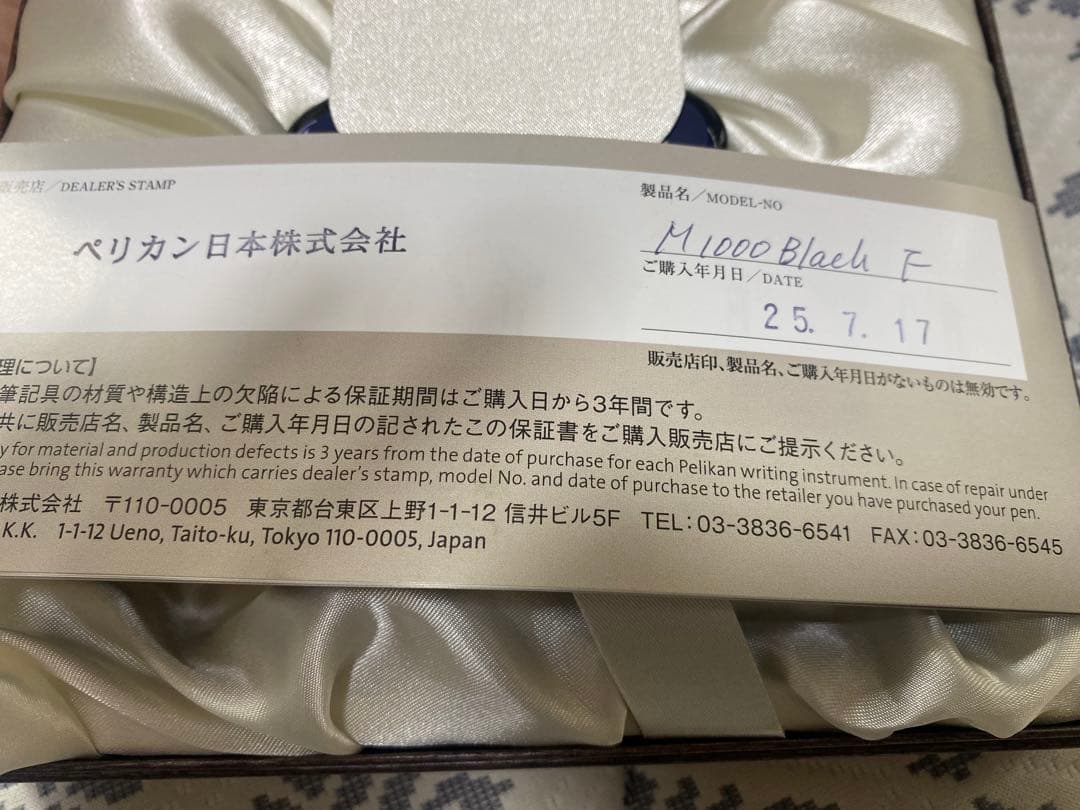 販売店/DEALER'S STAMP
ペリカン日本株式会社
製品名/MODEL-NO
M1000 Black F
ご購入年月日/DATE
25. 7. 17
販売店印、製品名、ご購入年月日がないものは無効です。
理について】
筆記具の材質や構造上の欠陥による保証期間はご購入日から3年間です。
共に販売店名、製品名、ご購入年月日の記されたこの保証書をご購入販売店にご提示ください。
y for material and production defects is 3 years from the date of purchase for each Pelikan writing instrument. In case of repair under
ase bring this warranty which carries dealer's stamp, model No. and date of purchase to the retailer you have purchased your pen.
株式会社 〒110-0005 東京都台東区上野1-1-12 信井ビル5F TEL:03-3836-6541 FAX:03-3836-6545
K.K. 1-1-12 Ueno, Taito-ku, Tokyo 110-0005, Japan